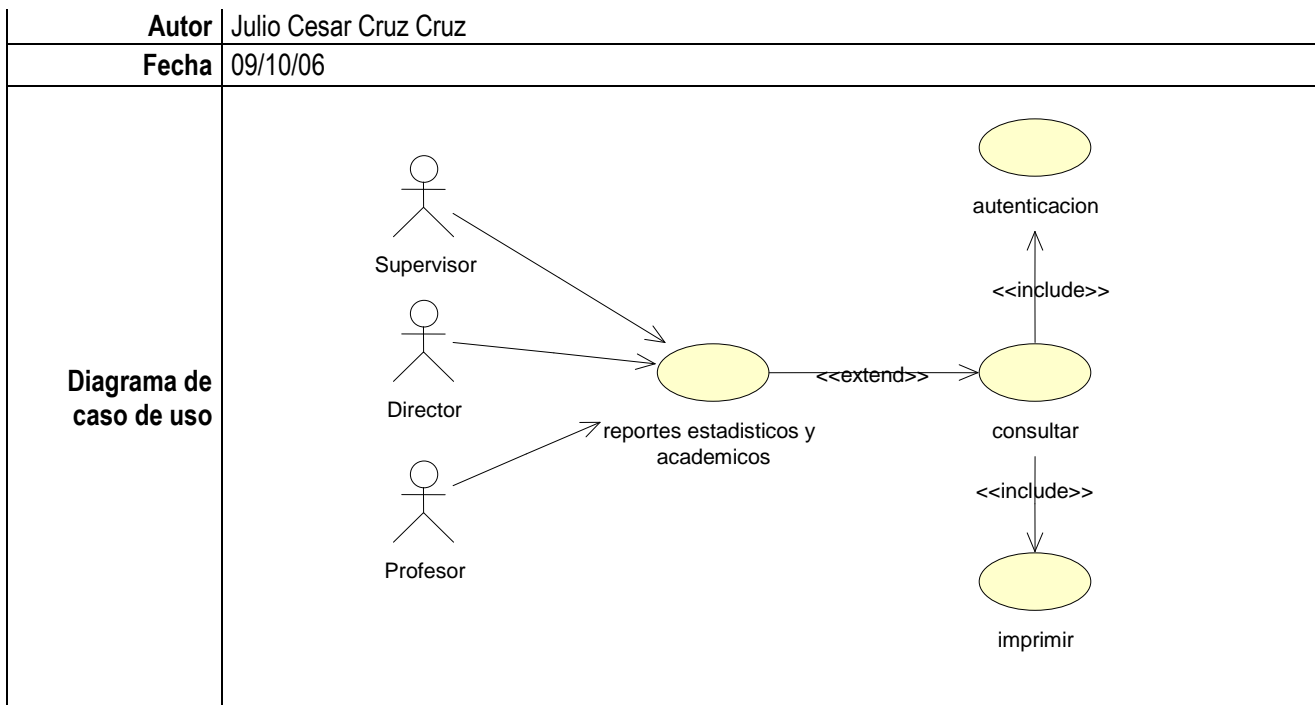 Autor Julio Cesar Cruz Cruz
Fecha 09/10/06
Diagrama de
caso de uso
autenticacion
Supervisor
<<include>>
Director
<<extend>>
reportes estadisticos y
academicos
consultar
<<include>>
Profesor
imprimir